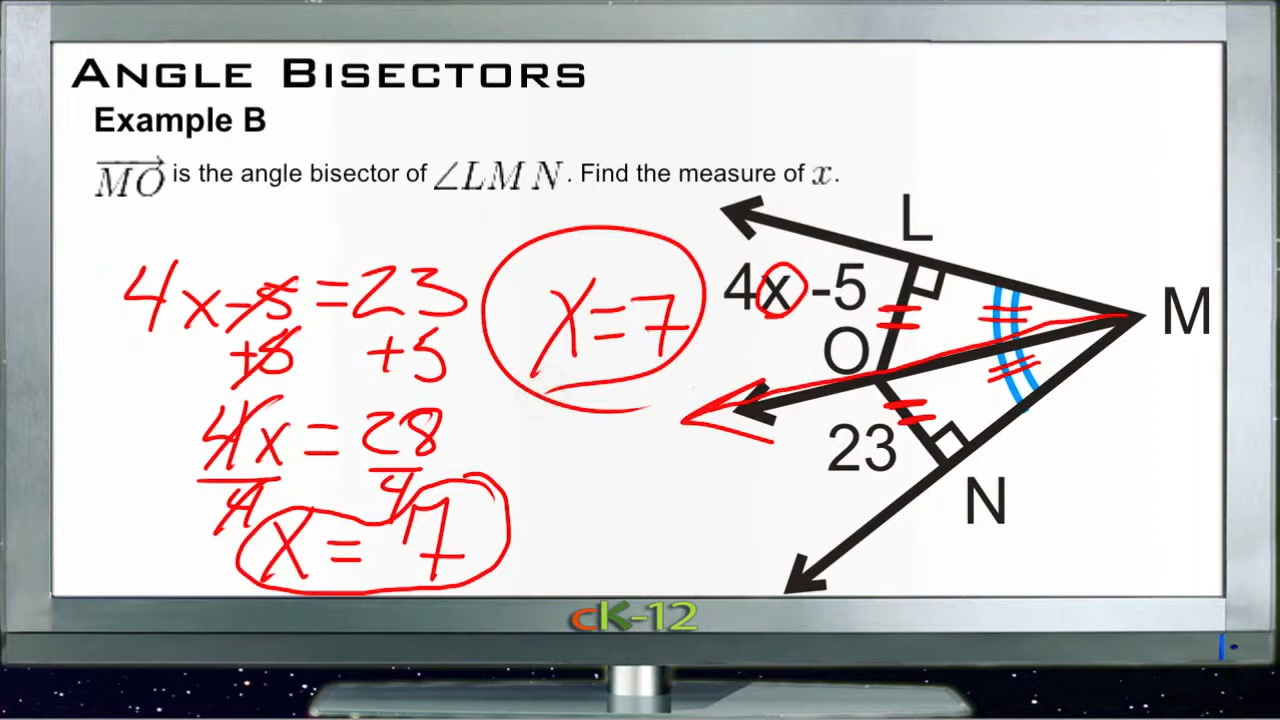 ANGLE BISECTORS
Example B
MO is the angle bisector of ∠LMN. Find the measure of x.
4x-5=23
+5 +5
4x = 28
4 4
x = 7
x=7
L
4x-5
M
O
23
N
cK-12